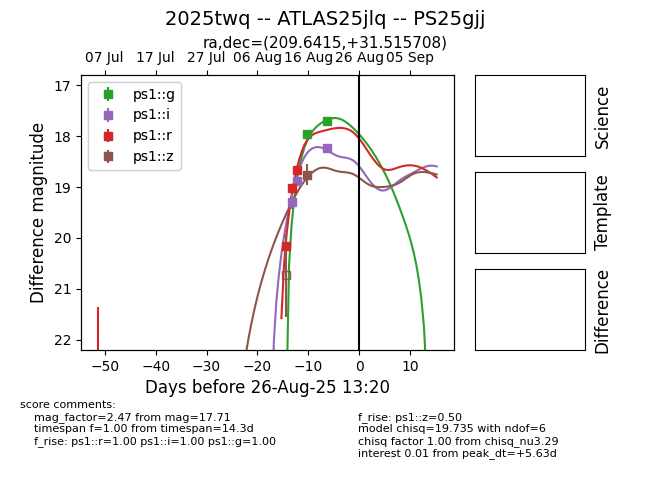 2025twq -- ATLAS25jlq -- PS25gjj
ra,dec=(209.6415,+31.515708)
07 Jul 17 Jul 27 Jul 06 Aug 16 Aug 26 Aug 05 Sep
17
18
19
20
21
22
Difference magnitude
ps1::g
ps1::i
ps1::r
ps1::z
−50 −40 −30 −20 −10 0 10
Days before 26-Aug-25 13:20
Science
Template
Difference
score comments:
mag_factor=2.47 from mag=17.71
timespan f=1.00 from timespan=14.3d
f_rise: ps1::r=1.00 ps1::i=1.00 ps1::g=1.00
f_rise: ps1::z=0.50
model chisq=19.735 with ndof=6
chisq factor 1.00 from chisq_nu3.29
interest 0.01 from peak_dt=+5.63d